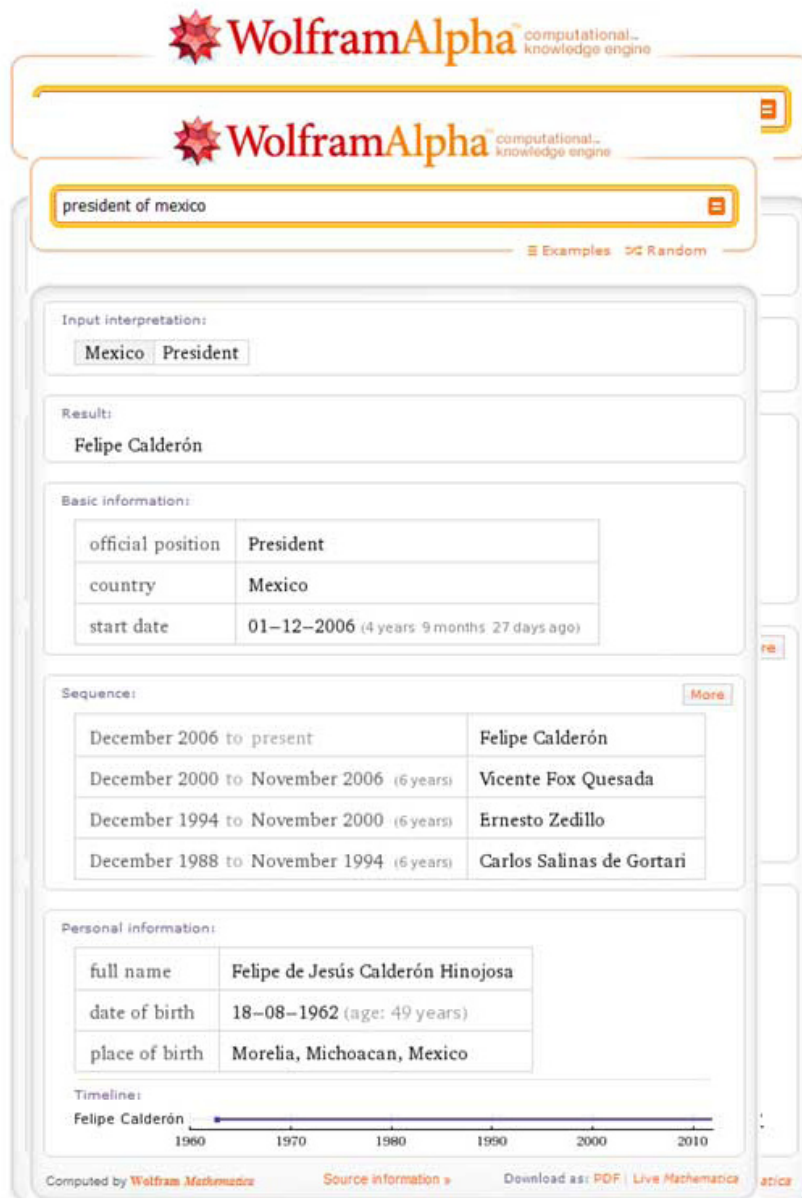 WolframAlpha™ computational... knowledge engine
WolframAlpha™ computational... knowledge engine
president of mexico
Examples Random
Input interpretation:
Mexico President
Result:
Felipe Calderón
Basic information:
official position President
country Mexico
start date 01–12–2006 (4 years 9 months 27 days ago)
re
Sequence: More
December 2006 to present Felipe Calderón
December 2000 to November 2006 (6 years) Vicente Fox Quesada
December 1994 to November 2000 (6 years) Ernesto Zedillo
December 1988 to November 1994 (6 years) Carlos Salinas de Gortari
Personal information:
full name Felipe de Jesús Calderón Hinojosa
date of birth 18–08–1962 (age: 49 years)
place of birth Morelia, Michoacan, Mexico
Timeline:
Felipe Calderón
1960 1970 1980 1990 2000 2010
Computed by Wolfram Mathematica Source information » Download as: PDF | Live Mathematica atica